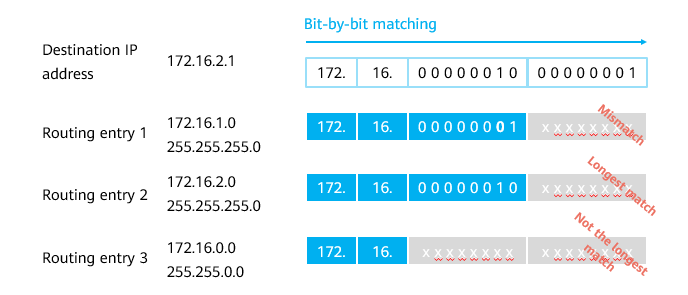 Bit-by-bit matching
Destination IP
address
172.16.2.1
172. 16. 0 0 0 0 0 0 1 0 0 0 0 0 0 0 0 1
Routing entry 1
172.16.1.0
255.255.255.0
172. 16. 0 0 0 0 0 0 0 1 x x x x x x x x
Mismatch
Routing entry 2
172.16.2.0
255.255.255.0
172. 16. 0 0 0 0 0 0 1 0 x x x x x x x x
Longest match
Routing entry 3
172.16.0.0
255.255.0.0
172. 16. x x x x x x x x x x x x x x x x
Not the longest
match